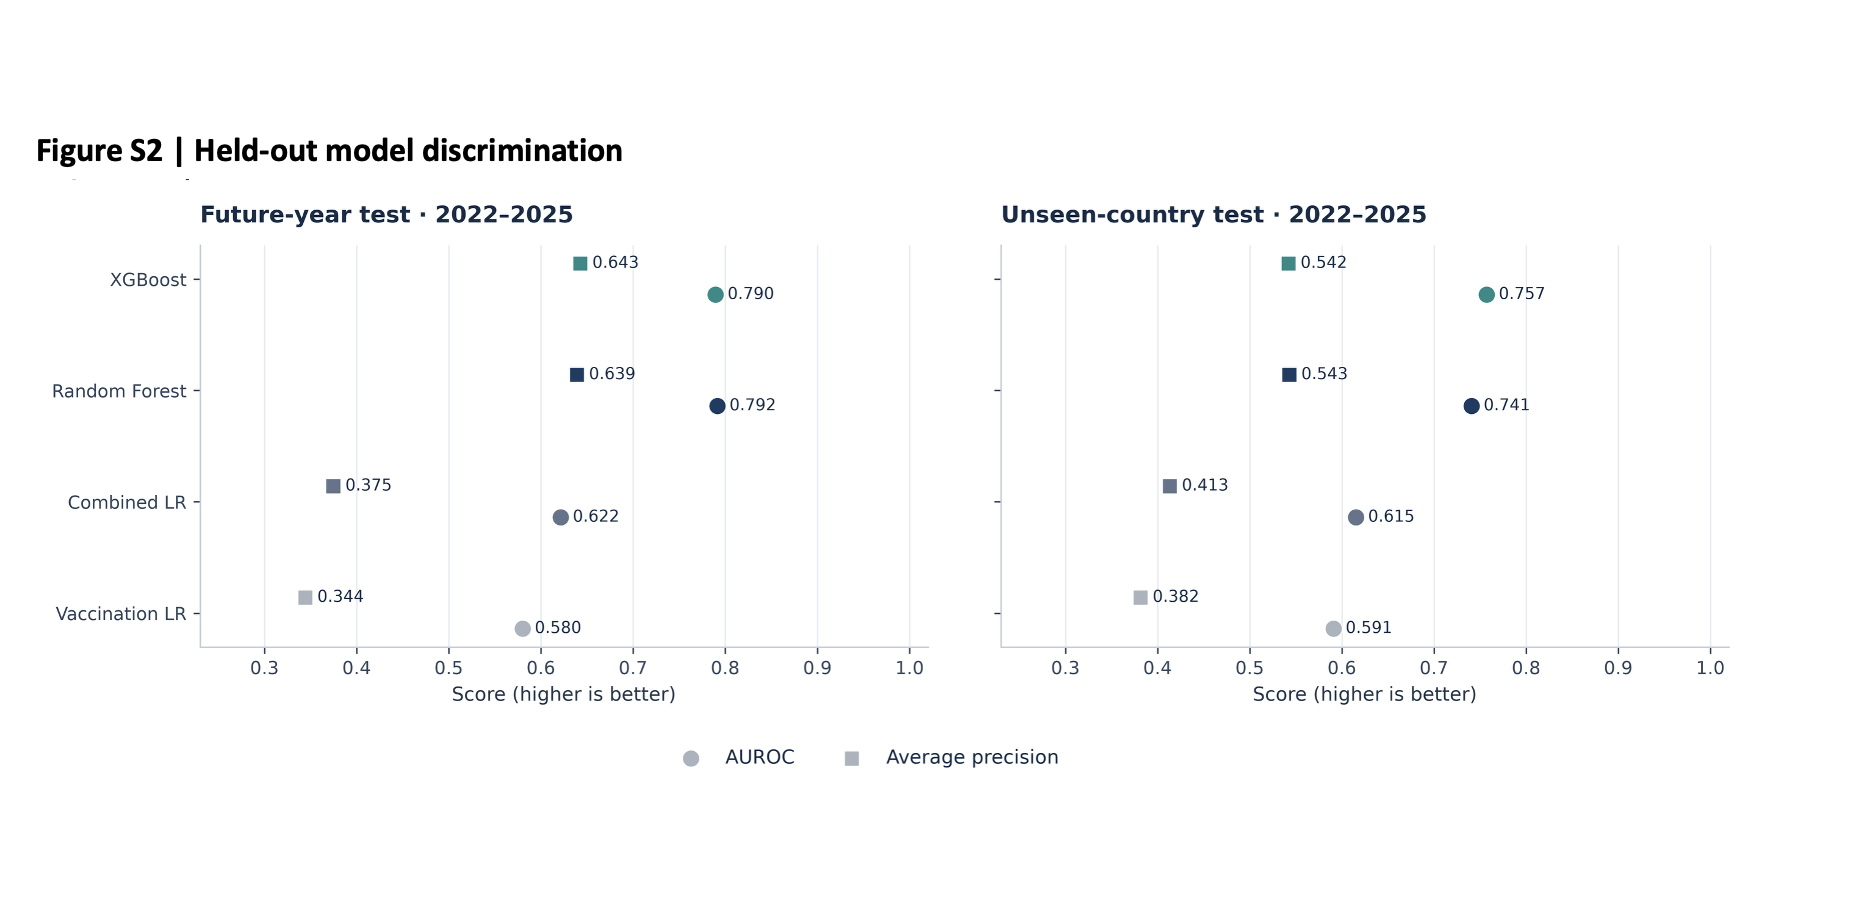 Figure S2 | Held-out model discrimination
Future-year test · 2022–2025
Unseen-country test · 2022–2025
XGBoost
0.643
0.790
0.542
0.757
Random Forest
0.639
0.792
0.543
0.741
Combined LR
0.375
0.622
0.413
0.615
Vaccination LR
0.344
0.580
0.382
0.591
0.3 0.4 0.5 0.6 0.7 0.8 0.9 1.0
0.3 0.4 0.5 0.6 0.7 0.8 0.9 1.0
Score (higher is better)
Score (higher is better)
AUROC
Average precision